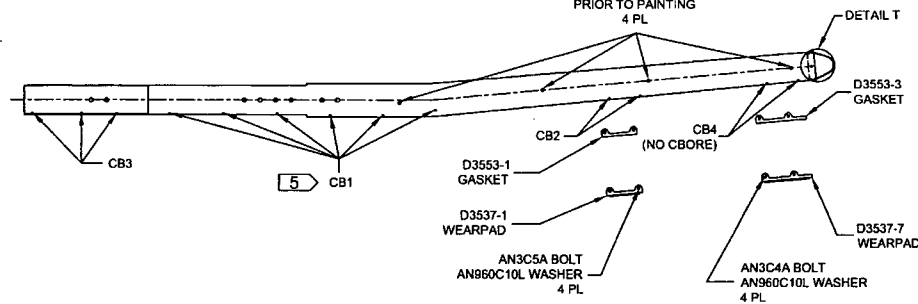 PRIOR TO PAINTING
4 PL
DETAIL T
D3553-3
GASKET
CB2
CB4
(NO CBORE)
CB3
5
CB1
D3553-1
GASKET
D3537-1
WEARPAD
D3537-7
WEARPAD
AN3C5A BOLT
AN960C10L WASHER
4 PL
AN3C4A BOLT
AN960C10L WASHER
4 PL